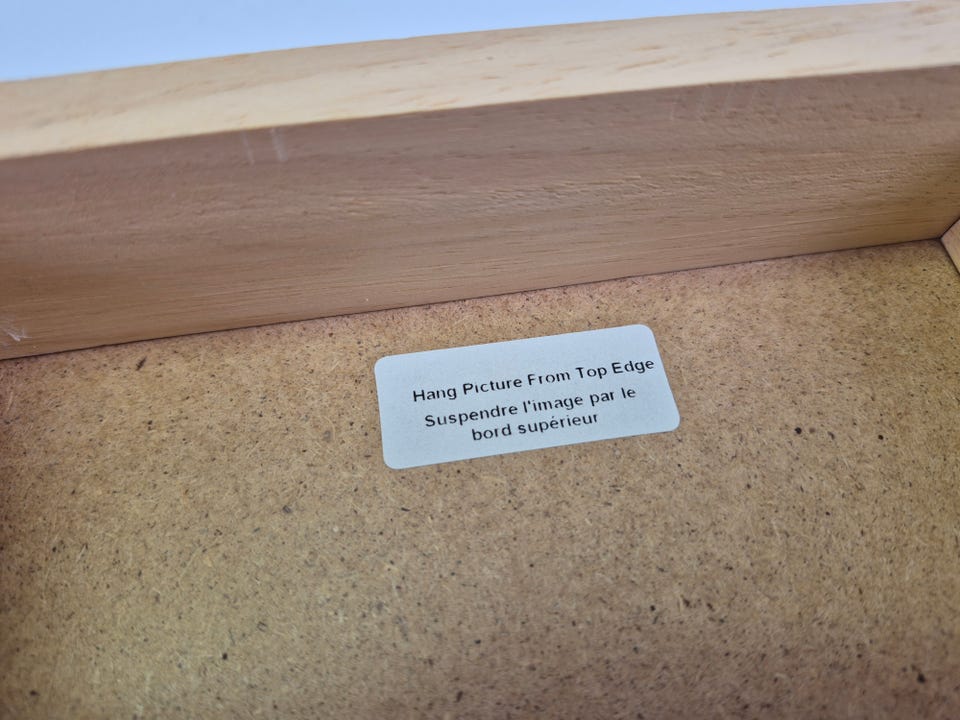 Hang Picture From Top Edge
Suspendre l'image par le
bord supérieur